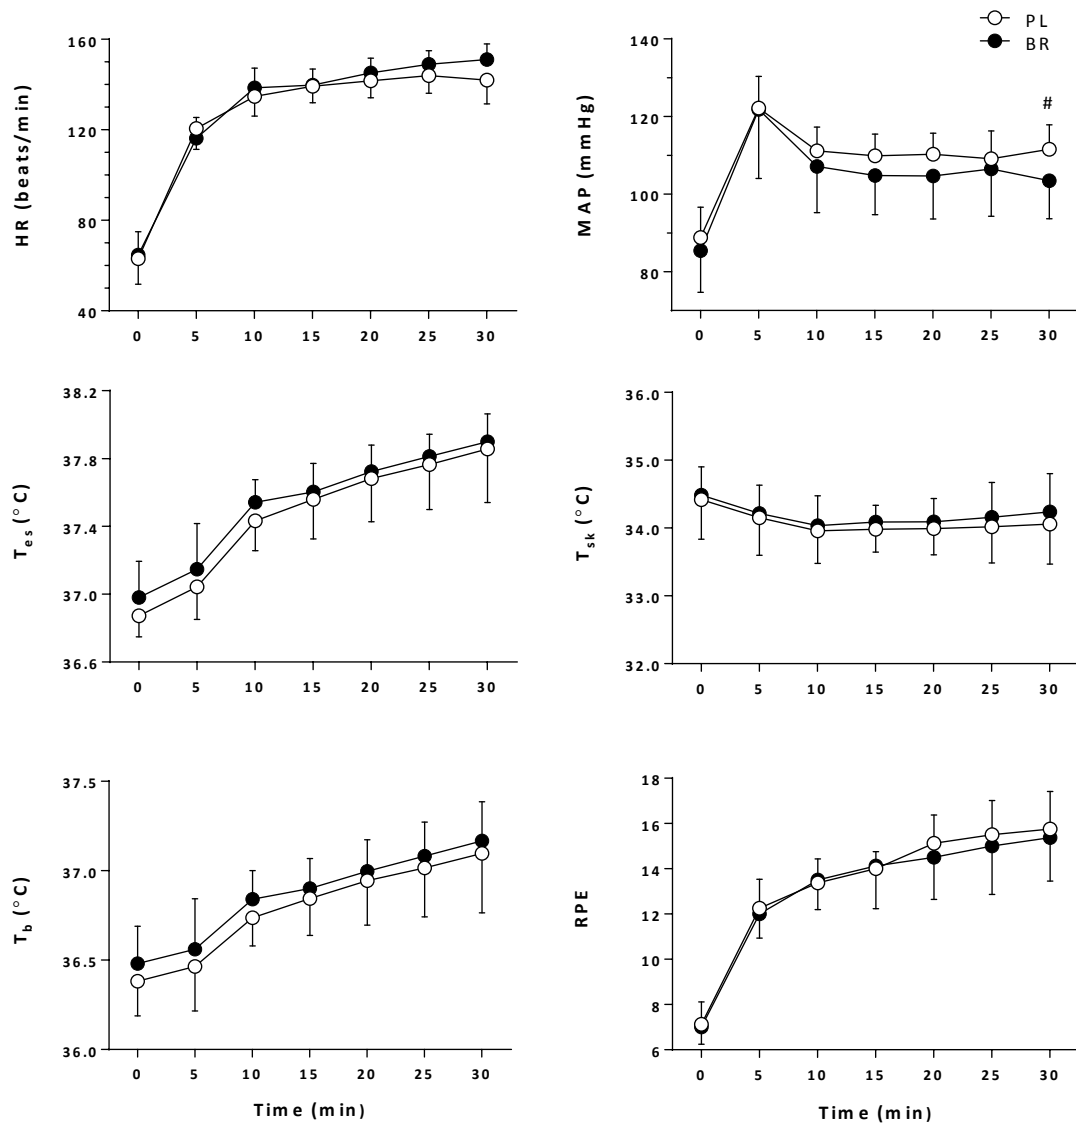 PL
BR
HR (beats/min)
160
120
80
40
0 5 10 15 20 25 30
MAP (mmHg)
140
120
100
80
#
0 5 10 15 20 25 30
Tes (°C)
38.2
37.8
37.4
37.0
36.6
0 5 10 15 20 25 30
Tsk (°C)
36.0
35.0
34.0
33.0
32.0
0 5 10 15 20 25 30
Tb (°C)
37.5
37.0
36.5
36.0
0 5 10 15 20 25 30
Time (min)
RPE
18
16
14
12
10
8
6
0 5 10 15 20 25 30
Time (min)